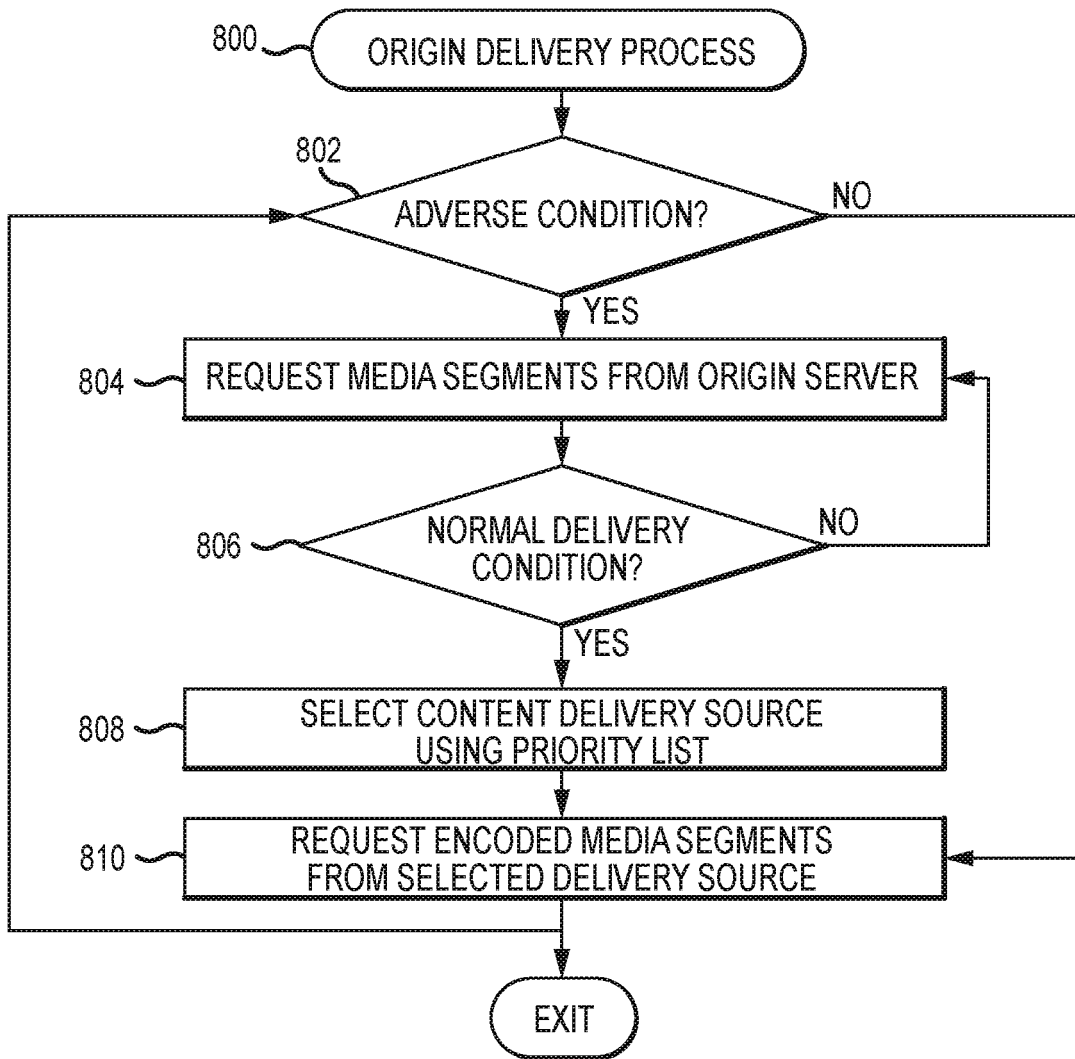 800
ORIGIN DELIVERY PROCESS
802
ADVERSE CONDITION?
NO
YES
804
REQUEST MEDIA SEGMENTS FROM ORIGIN SERVER
806
NORMAL DELIVERY
CONDITION?
NO
YES
808
SELECT CONTENT DELIVERY SOURCE
USING PRIORITY LIST
810
REQUEST ENCODED MEDIA SEGMENTS
FROM SELECTED DELIVERY SOURCE
EXIT